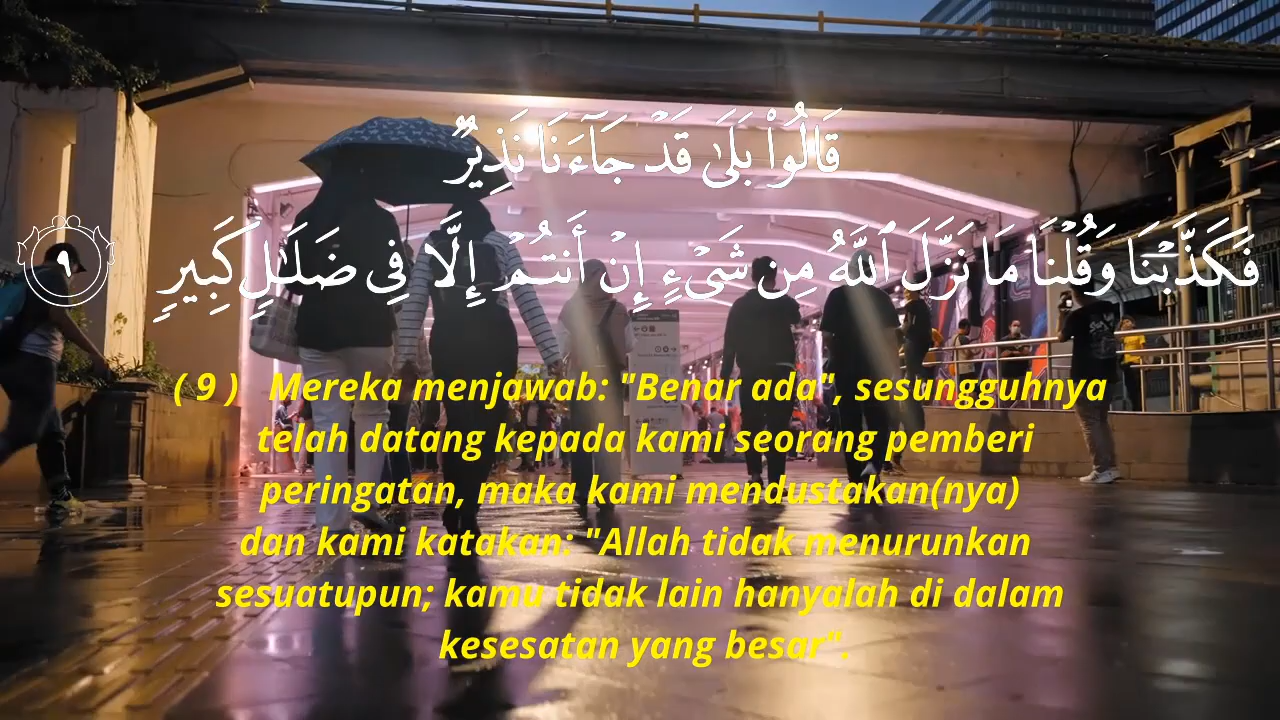 قَالُوا۟ بَلَىٰ قَدْ جَآءَنَا نَذِيرٌ
فَكَذَّبْنَا وَقُلْنَا مَا نَزَّلَ ٱللَّهُ مِن شَىْءٍ إِنْ أَنتُمْ إِلَّا فِى ضَلَـٰلٍ كَبِيرٍ ٩
( 9 ) Mereka menjawab: "Benar ada", sesungguhnya
telah datang kepada kami seorang pemberi
peringatan, maka kami mendustakan(nya)
dan kami katakan: "Allah tidak menurunkan
sesuatupun; kamu tidak lain hanyalah di dalam
kesesatan yang besar".